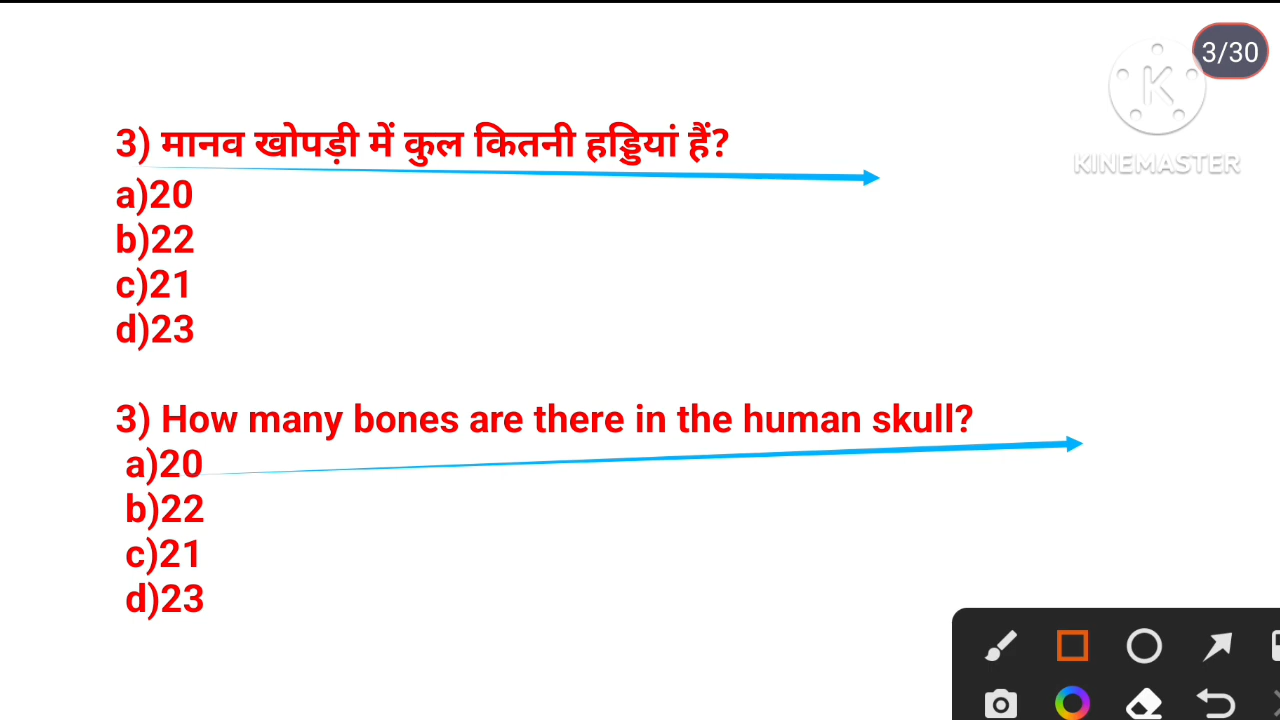 3/30
K
KINEMASTER
3) मानव खोपड़ी में कुल कितनी हड्डियां हैं?
a)20
b)22
c)21
d)23
3) How many bones are there in the human skull?
a)20
b)22
c)21
d)23